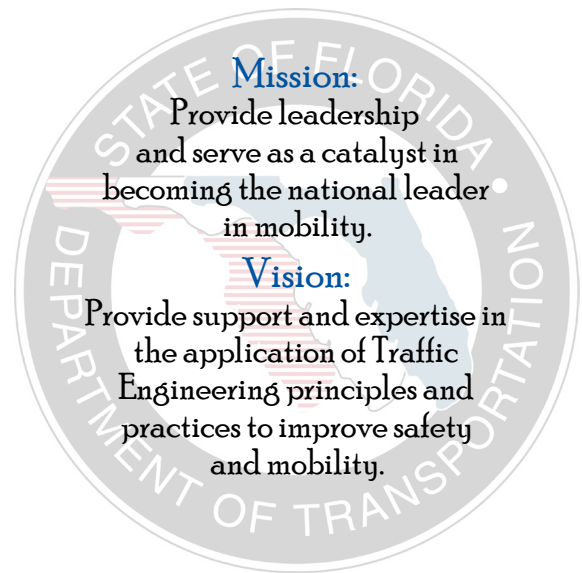 STATE OF FLORIDA
Mission:
Provide leadership
and serve as a catalyst in
becoming the national leader
in mobility.
Vision:
Provide support and expertise in
the application of Traffic
Engineering principles and
practices to improve safety
and mobility.
DEPARTMENT OF TRANSPORTATION